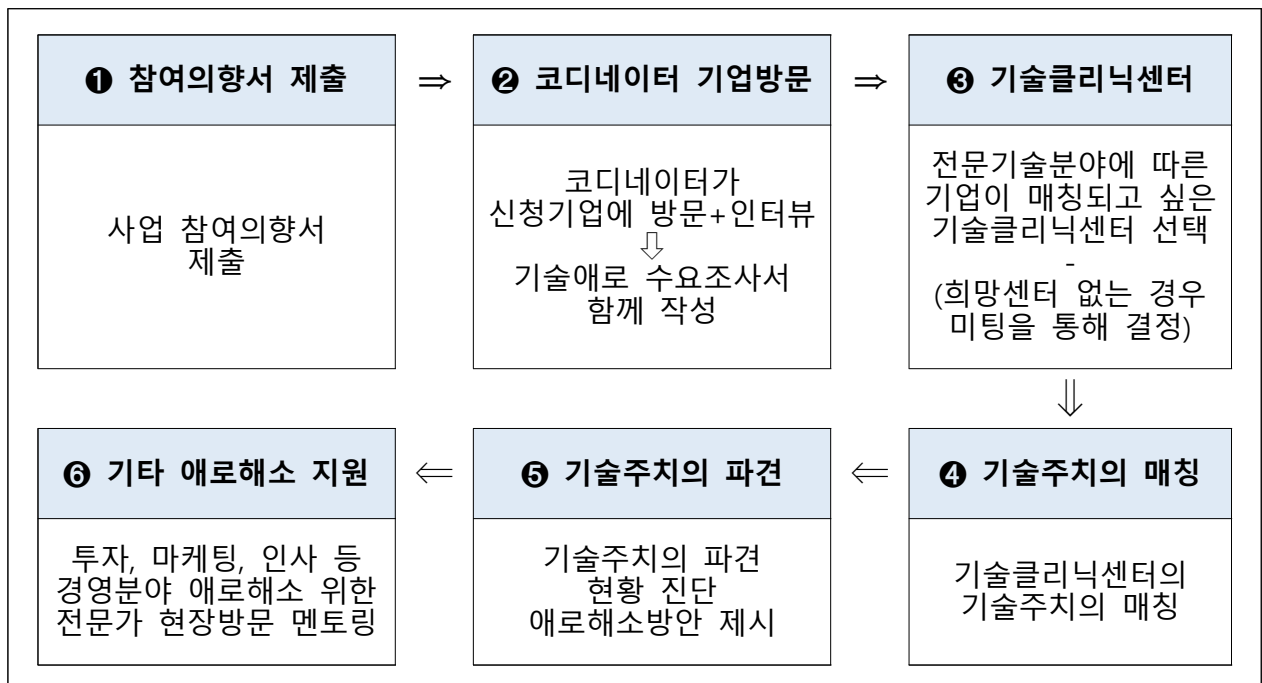 ❶ 참여의향서 제출
⇒
❷ 코디네이터 기업방문
⇒
❸ 기술클리닉센터
사업 참여의향서
제출
코디네이터가
신청기업에 방문+인터뷰
⇩
기술애로 수요조사서
함께 작성
전문기술분야에 따른
기업이 매칭되고 싶은
기술클리닉센터 선택
-
(희망센터 없는 경우
미팅을 통해 결정)
⇓
❹ 기술주치의 매칭
⇐
❺ 기술주치의 파견
⇐
❻ 기타 애로해소 지원
기술클리닉센터의
기술주치의 매칭
기술주치의 파견
현황 진단
애로해소방안 제시
투자, 마케팅, 인사 등
경영분야 애로해소 위한
전문가 현장방문 멘토링